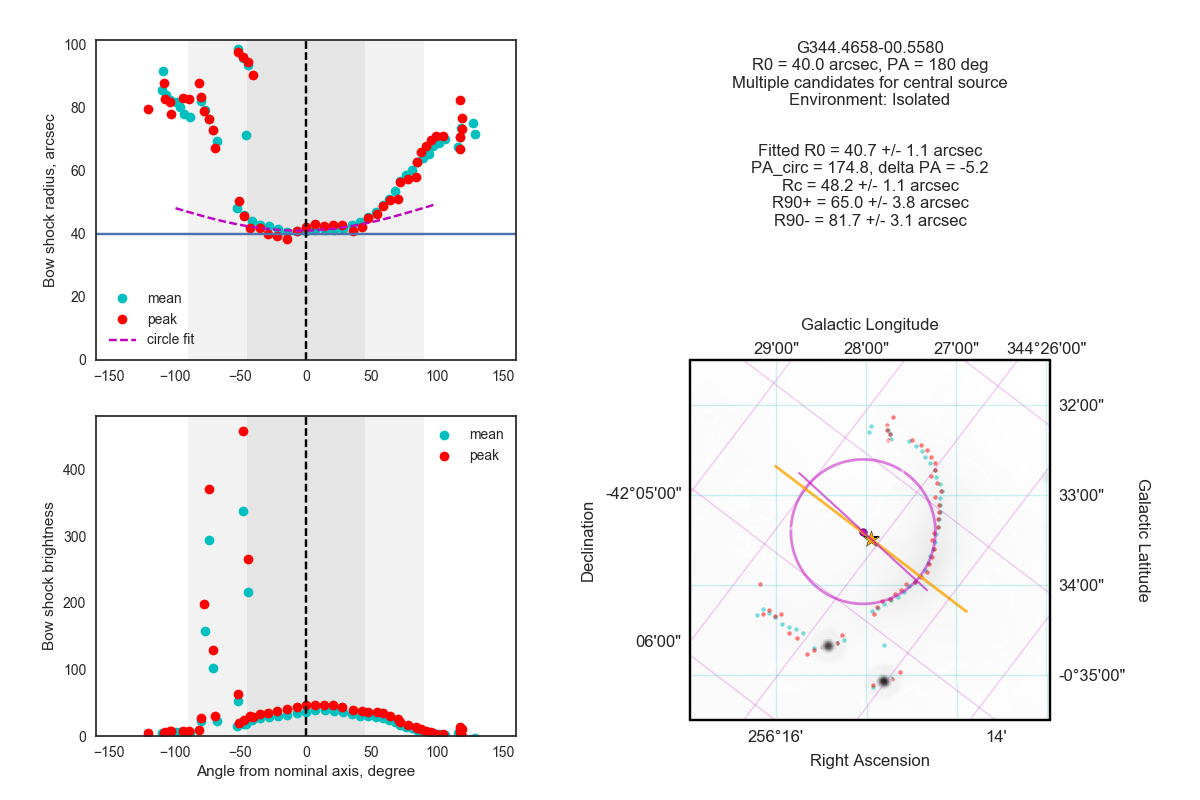 G344.4658-00.5580
R0 = 40.0 arcsec, PA = 180 deg
Multiple candidates for central source
Environment: Isolated
Fitted R0 = 40.7 +/- 1.1 arcsec
PA_circ = 174.8, delta PA = -5.2
Rc = 48.2 +/- 1.1 arcsec
R90+ = 65.0 +/- 3.8 arcsec
R90- = 81.7 +/- 3.1 arcsec
Bow shock radius, arcsec
100
80
60
40
20
0
mean
peak
circle fit
−150 −100 −50 0 50 100 150
Bow shock brightness
400
300
200
100
0
mean
peak
−150 −100 −50 0 50 100 150
Angle from nominal axis, degree
Galactic Longitude
29'00" 28'00" 27'00" 344°26'00"
32'00"
33'00"
34'00"
-0°35'00"
Galactic Latitude
Declination
-42°05'00"
06'00"
256°16' 14'
Right Ascension